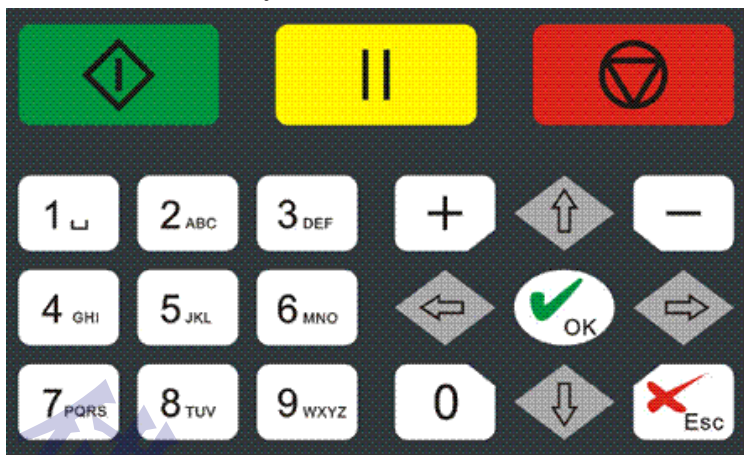 1 2 ABC 3 DEF + −
4 GHI 5 JKL 6 MNO OK
7 PQRS 8 TUV 9 WXYZ 0 Esc